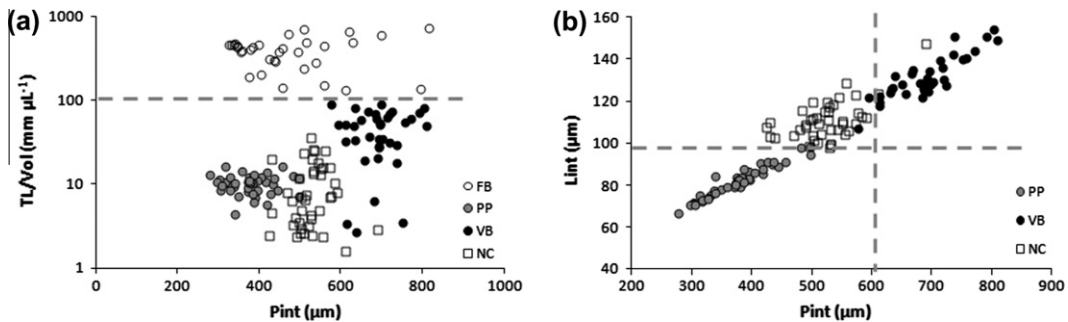 (a)
TL/Vol (mm µL⁻¹)
1000
100
10
1
0 200 400 600 800 1000
Pint (µm)
FB
PP
VB
NC
(b)
Lint (µm)
160
140
120
100
80
60
40
200 300 400 500 600 700 800 900
Pint (µm)
PP
VB
NC